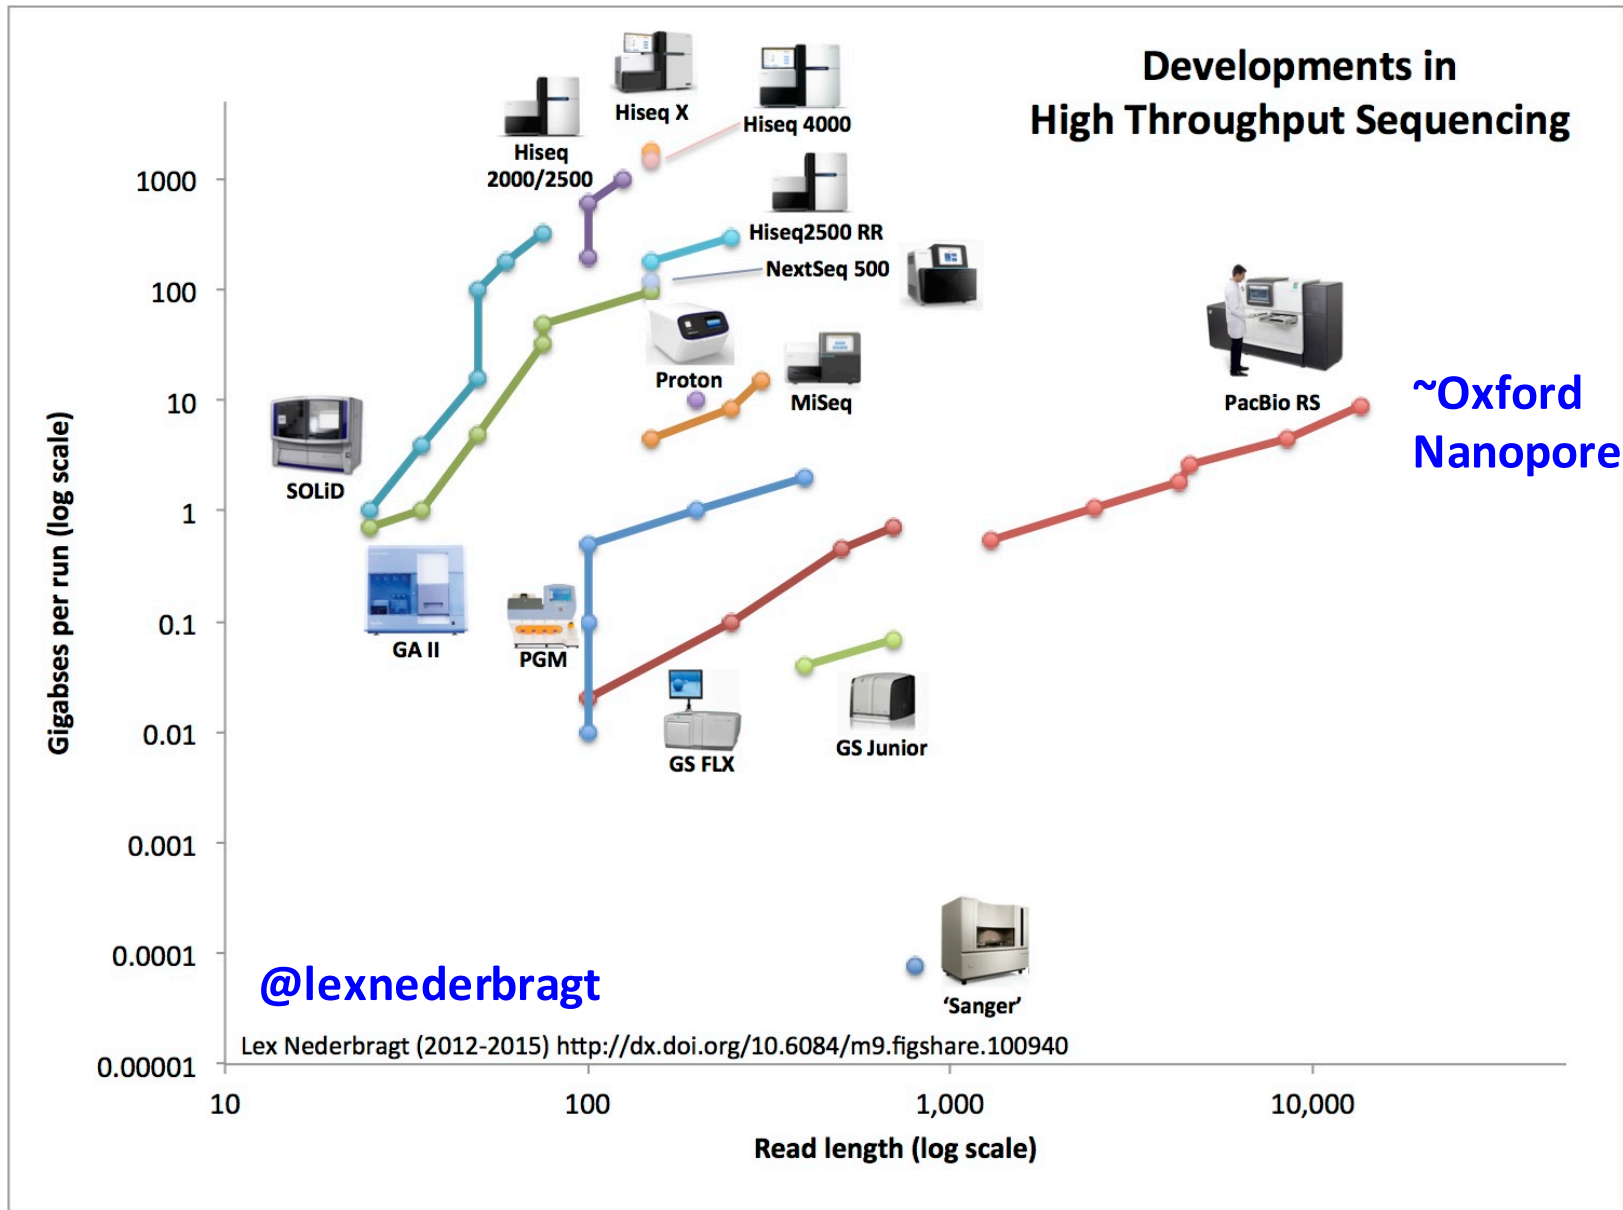 Developments in
High Throughput Sequencing
Hiseq X
Hiseq 4000
Hiseq
2000/2500
Hiseq2500 RR
NextSeq 500
Proton
MiSeq
PacBio RS
~Oxford
Nanopore
SOLiD
GA II
PGM
GS FLX
GS Junior
‘Sanger’
@lexnederbragt
Lex Nederbragt (2012-2015) http://dx.doi.org/10.6084/m9.figshare.100940
Gigabses per run (log scale)
1000
100
10
1
0.1
0.01
0.001
0.0001
0.00001
10
100
1,000
10,000
Read length (log scale)